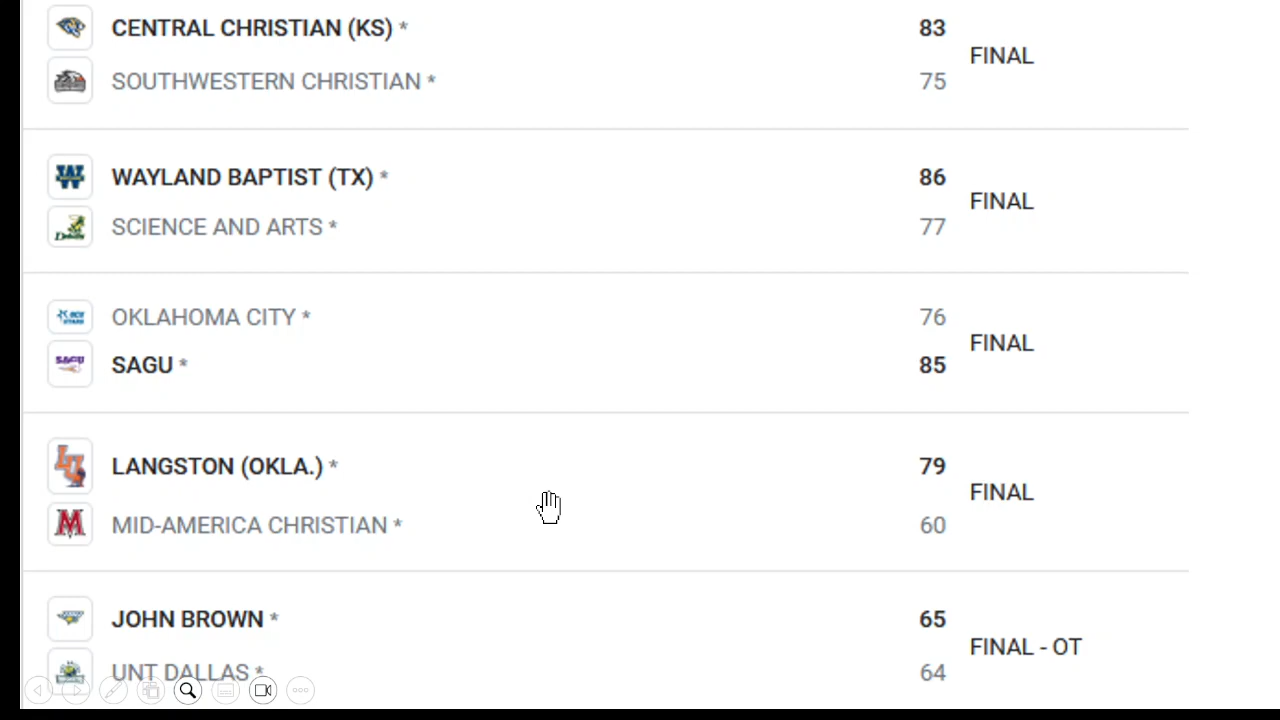 CENTRAL CHRISTIAN (KS) * 83
FINAL
SOUTHWESTERN CHRISTIAN * 75
WAYLAND BAPTIST (TX) * 86
FINAL
SCIENCE AND ARTS * 77
OKLAHOMA CITY * 76
FINAL
SAGU
SAGU * 85
LANGSTON (OKLA.) * 79
FINAL
MID-AMERICA CHRISTIAN * 60
JOHN BROWN * 65
FINAL - OT
UNT DALLAS * 64